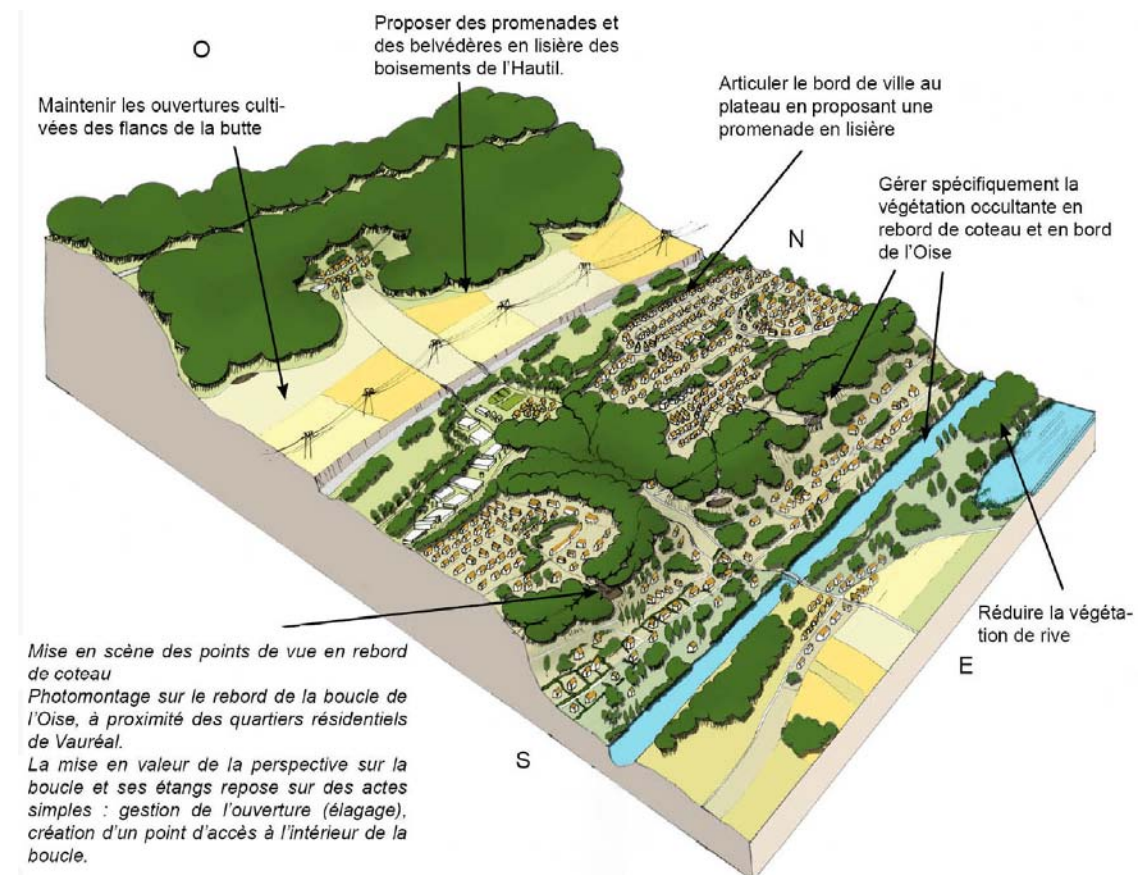 O
Proposer des promenades et
des belvédères en lisière des
boisements de l'Hautil.
Maintenir les ouvertures culti-
vées des flancs de la butte
Articuler le bord de ville au
plateau en proposant une
promenade en lisière
Gérer spécifiquement la
végétation occultante en
rebord de coteau et en bord
de l'Oise
N
Réduire la végéta-
tion de rive
E
S
Mise en scène des points de vue en rebord
de coteau
Photomontage sur le rebord de la boucle de
l'Oise, à proximité des quartiers résidentiels
de Vauréal.
La mise en valeur de la perspective sur la
boucle et ses étangs repose sur des actes
simples : gestion de l'ouverture (élagage),
création d'un point d'accès à l'intérieur de la
boucle.